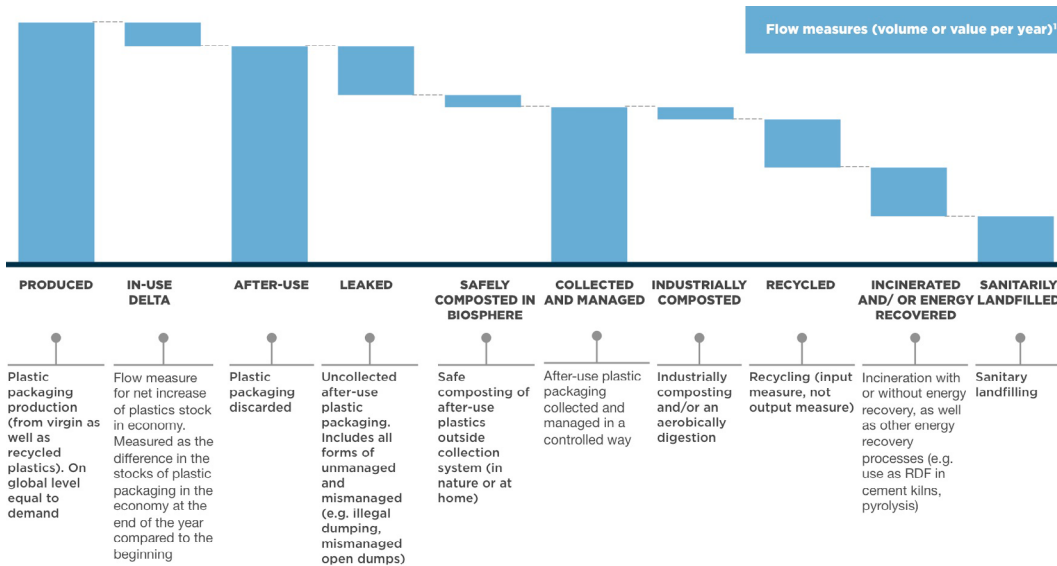 Flow measures (volume or value per year)¹
PRODUCED
IN-USE
DELTA
AFTER-USE
LEAKED
SAFELY
COMPOSTED IN
BIOSPHERE
COLLECTED
AND MANAGED
INDUSTRIALLY
COMPOSTED
RECYCLED
INCINERATED
AND/ OR ENERGY
RECOVERED
SANITARILY
LANDFILLED
Plastic
packaging
production
(from virgin as
well as
recycled
plastics). On
global level
equal to
demand
Flow measure
for net increase
of plastics stock
in economy.
Measured as the
difference in the
stocks of plastic
packaging in the
economy at the
end of the year
compared to the
beginning
Plastic
packaging
discarded
Uncollected
after-use
plastic
packaging.
Includes all
forms of
unmanaged
and
mismanaged
(e.g. illegal
dumping,
mismanaged
open dumps)
Safe
composting of
after-use
plastics
outside
collection
system (in
nature or at
home)
After-use plastic
packaging
collected and
managed in a
controlled way
Industrially
composting
and/or an
aerobically
digestion
Recycling (input
measure, not
output measure)
Incineration with
or without energy
recovery, as well
as other energy
recovery
processes (e.g.
use as RDF in
cement kilns,
pyrolysis)
Sanitary
landfilling